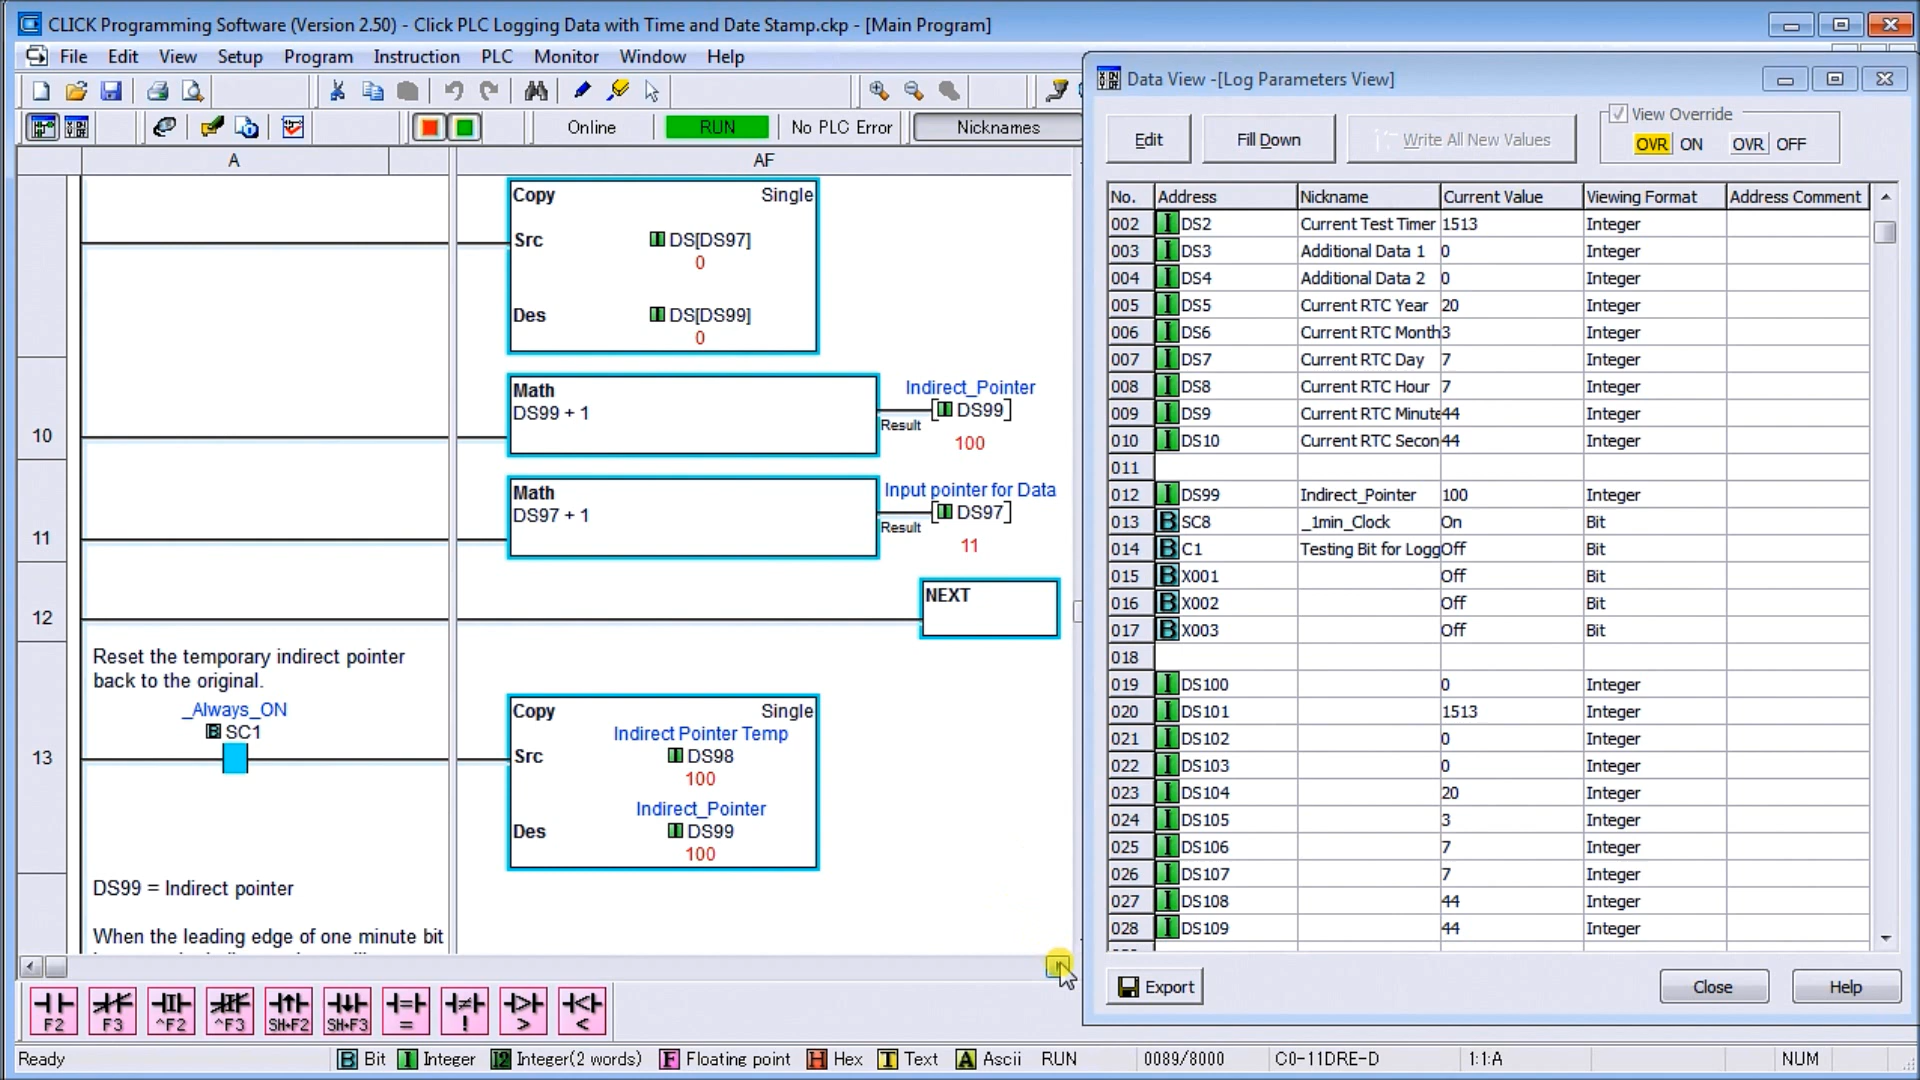 CLICK Programming Software (Version 2.50) - Click PLC Logging Data with Time and Date Stamp.ckp - [Main Program]
File Edit View Setup Program Instruction PLC Monitor Window Help
Online RUN No PLC Error Nicknames
A AF
Copy Single
Src DS[DS97]
0
Des DS[DS99]
0
10
Math
DS99 + 1
Indirect_Pointer
DS99
Result
100
11
Math
DS97 + 1
Input pointer for Data
DS97
Result
11
12
NEXT
13
Reset the temporary indirect pointer
back to the original.
_Always_ON
B SC1
Copy Single
Indirect Pointer Temp
Src DS98
100
Indirect_Pointer
Des DS99
100
DS99 = Indirect pointer
When the leading edge of one minute bit
F2 F3 ^F2 ^F3 SH+F2 SH+F3 = ! > <
Ready B Bit I Integer I2 Integer(2 words) F Floating point H Hex T Text A Ascii RUN 0089/8000 C0-11DRE-D 1:1:A NUM
Data View -[Log Parameters View]
Edit Fill Down Write All New Values
View Override
OVR ON OVR OFF
No. Address Nickname Current Value Viewing Format Address Comment
002 I DS2 Current Test Timer 1513 Integer
003 I DS3 Additional Data 1 0 Integer
004 I DS4 Additional Data 2 0 Integer
005 I DS5 Current RTC Year 20 Integer
006 I DS6 Current RTC Month 3 Integer
007 I DS7 Current RTC Day 7 Integer
008 I DS8 Current RTC Hour 7 Integer
009 I DS9 Current RTC Minute 44 Integer
010 I DS10 Current RTC Secon 44 Integer
011
012 I DS99 Indirect_Pointer 100 Integer
013 B SC8 _1min_Clock On Bit
014 B C1 Testing Bit for Logg Off Bit
015 B X001 Off Bit
016 B X002 Off Bit
017 B X003 Off Bit
018
019 I DS100 0 Integer
020 I DS101 1513 Integer
021 I DS102 0 Integer
022 I DS103 0 Integer
023 I DS104 20 Integer
024 I DS105 3 Integer
025 I DS106 7 Integer
026 I DS107 7 Integer
027 I DS108 44 Integer
028 I DS109 44 Integer
Export Close Help